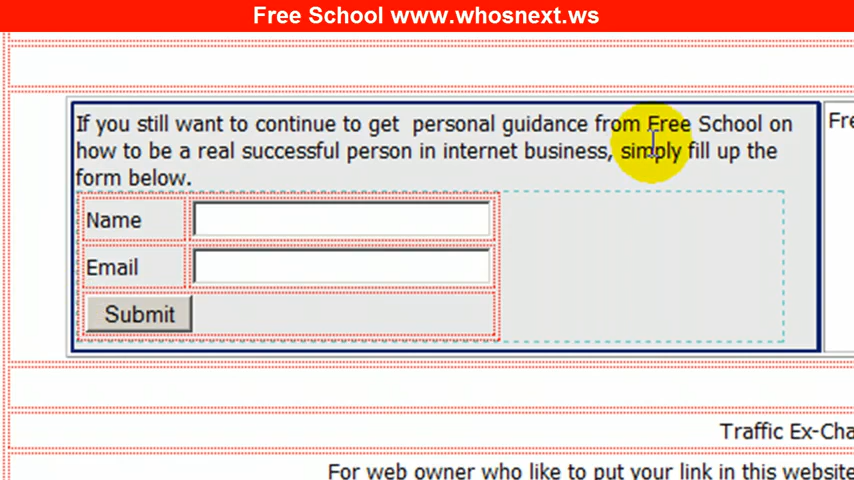 Free School www.whosnext.ws
If you still want to continue to get personal guidance from Free School on
how to be a real successful person in internet business, simply fill up the
form below.
Name
Email
Submit
Traffic Ex-Cha
For web owner who like to put your link in this website